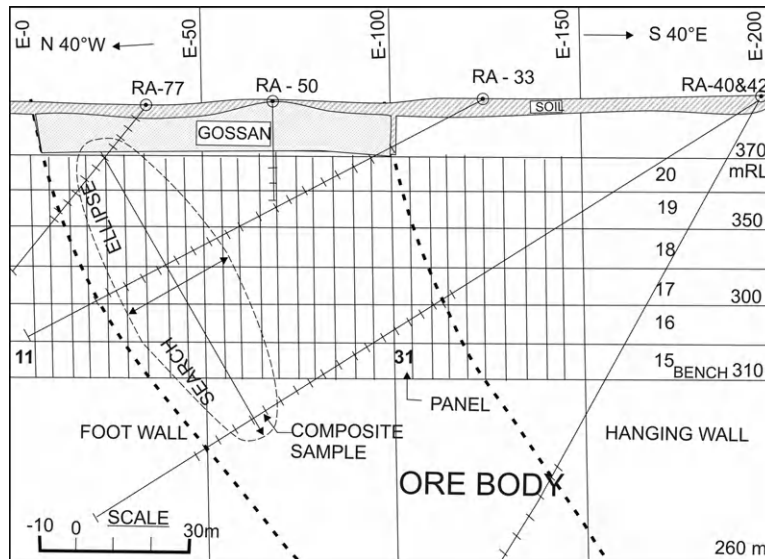 E-0
E-50
E-100
E-150
E-200
N 40°W
S 40°E
RA-77
RA - 50
RA - 33
RA-40&42
SOIL
GOSSAN
370
mRL
20
19
350
18
17
300
16
15 BENCH 310
11
31
ELLIPSE
SEARCH
PANEL
FOOT WALL
COMPOSITE
SAMPLE
HANGING WALL
ORE BODY
SCALE
-10 0 30m
260 m